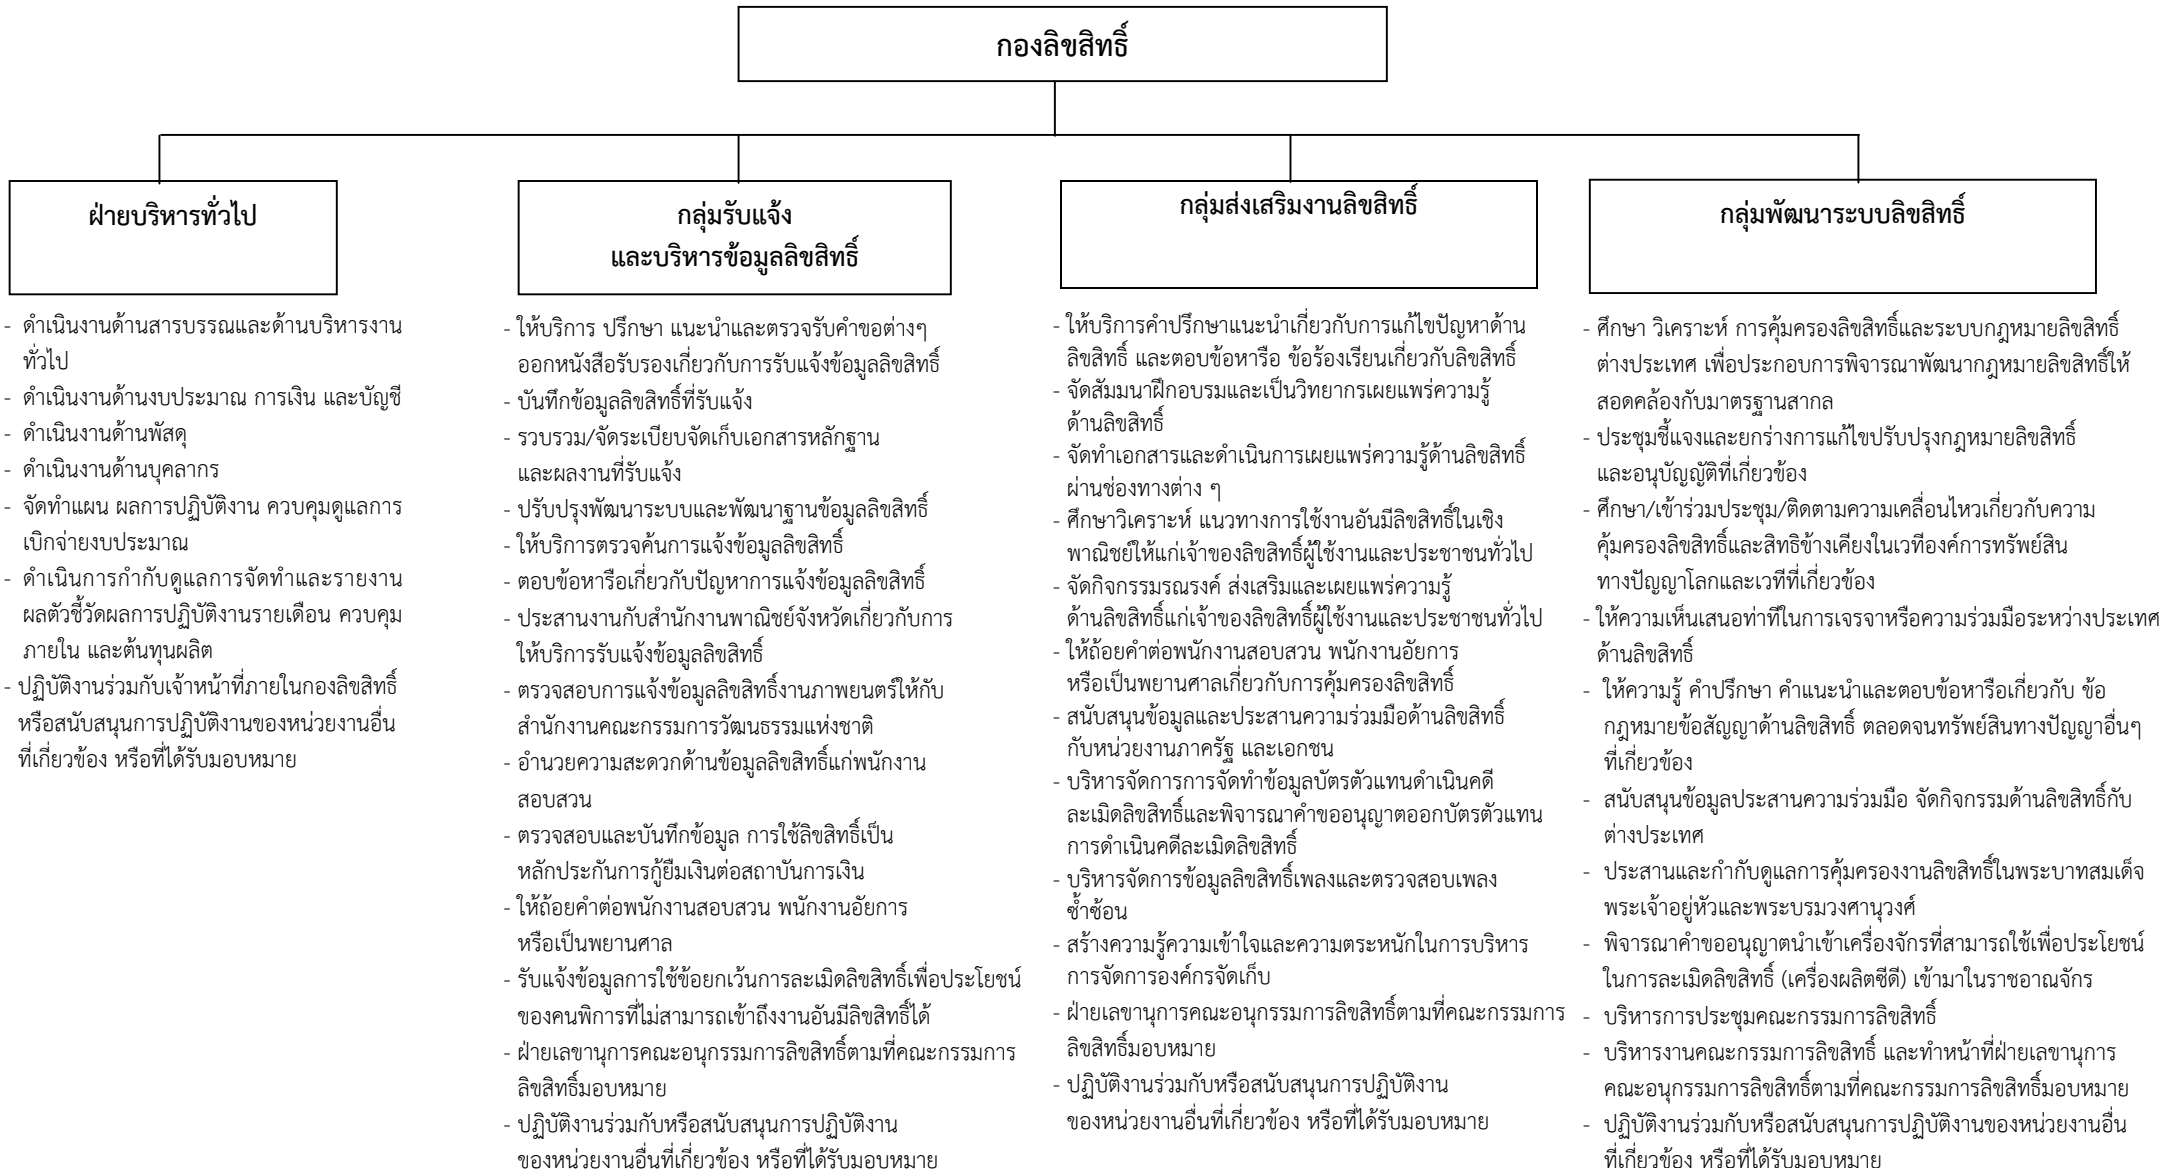 กองลิขสิทธิ์
ฝ่ายบริหารทั่วไป
- ดำเนินงานด้านสารบรรณและด้านบริหารงาน
ทั่วไป
- ดำเนินงานด้านงบประมาณ การเงิน และบัญชี
- ดำเนินงานด้านพัสดุ
- ดำเนินงานด้านบุคลากร
- จัดทำแผน ผลการปฏิบัติงาน ควบคุมดูแลการ
เบิกจ่ายงบประมาณ
- ดำเนินการกำกับดูแลการจัดทำและรายงาน
ผลตัวชี้วัดผลการปฏิบัติงานรายเดือน ควบคุม
ภายใน และต้นทุนผลิต
- ปฏิบัติงานร่วมกับเจ้าหน้าที่ภายในกองลิขสิทธิ์
หรือสนับสนุนการปฏิบัติงานของหน่วยงานอื่น
ที่เกี่ยวข้อง หรือที่ได้รับมอบหมาย
กลุ่มรับแจ้ง
และบริหารข้อมูลลิขสิทธิ์
- ให้บริการ ปรึกษา แนะนำและตรวจรับคำขอต่างๆ
ออกหนังสือรับรองเกี่ยวกับการรับแจ้งข้อมูลลิขสิทธิ์
- บันทึกข้อมูลลิขสิทธิ์ที่รับแจ้ง
- รวบรวม/จัดระเบียบจัดเก็บเอกสารหลักฐาน
และผลงานที่รับแจ้ง
- ปรับปรุงพัฒนาระบบและพัฒนาฐานข้อมูลลิขสิทธิ์
- ให้บริการตรวจค้นการแจ้งข้อมูลลิขสิทธิ์
- ตอบข้อหารือเกี่ยวกับปัญหาการแจ้งข้อมูลลิขสิทธิ์
- ประสานงานกับสำนักงานพาณิชย์จังหวัดเกี่ยวกับการ
ให้บริการรับแจ้งข้อมูลลิขสิทธิ์
- ตรวจสอบการแจ้งข้อมูลลิขสิทธิ์งานภาพยนตร์ให้กับ
สำนักงานคณะกรรมการวัฒนธรรมแห่งชาติ
- อำนวยความสะดวกด้านข้อมูลลิขสิทธิ์แก่พนักงาน
สอบสวน
- ตรวจสอบและบันทึกข้อมูล การใช้ลิขสิทธิ์เป็น
หลักประกันการกู้ยืมเงินต่อสถาบันการเงิน
- ให้ถ้อยคำต่อพนักงานสอบสวน พนักงานอัยการ
หรือเป็นพยานศาล
- รับแจ้งข้อมูลการใช้ข้อยกเว้นการละเมิดลิขสิทธิ์เพื่อประโยชน์
ของคนพิการที่ไม่สามารถเข้าถึงงานอันมีลิขสิทธิ์ได้
- ฝ่ายเลขานุการคณะอนุกรรมการลิขสิทธิ์ตามที่คณะกรรมการ
ลิขสิทธิ์มอบหมาย
- ปฏิบัติงานร่วมกับหรือสนับสนุนการปฏิบัติงาน
ของหน่วยงานอื่นที่เกี่ยวข้อง หรือที่ได้รับมอบหมาย
กลุ่มส่งเสริมงานลิขสิทธิ์
- ให้บริการคำปรึกษาแนะนำเกี่ยวกับการแก้ไขปัญหาด้าน
ลิขสิทธิ์ และตอบข้อหารือ ข้อร้องเรียนเกี่ยวกับลิขสิทธิ์
- จัดสัมมนาฝึกอบรมและเป็นวิทยากรเผยแพร่ความรู้
ด้านลิขสิทธิ์
- จัดทำเอกสารและดำเนินการเผยแพร่ความรู้ด้านลิขสิทธิ์
ผ่านช่องทางต่าง ๆ
- ศึกษาวิเคราะห์ แนวทางการใช้งานอันมีลิขสิทธิ์ในเชิง
พาณิชย์ให้แก่เจ้าของลิขสิทธิ์ผู้ใช้งานและประชาชนทั่วไป
- จัดกิจกรรมรณรงค์ ส่งเสริมและเผยแพร่ความรู้
ด้านลิขสิทธิ์แก่เจ้าของลิขสิทธิ์ผู้ใช้งานและประชาชนทั่วไป
- ให้ถ้อยคำต่อพนักงานสอบสวน พนักงานอัยการ
หรือเป็นพยานศาลเกี่ยวกับการคุ้มครองลิขสิทธิ์
- สนับสนุนข้อมูลและประสานความร่วมมือด้านลิขสิทธิ์
กับหน่วยงานภาครัฐ และเอกชน
- บริหารจัดการการจัดทำข้อมูลบัตรตัวแทนดำเนินคดี
ละเมิดลิขสิทธิ์และพิจารณาคำขออนุญาตออกบัตรตัวแทน
การดำเนินคดีละเมิดลิขสิทธิ์
- บริหารจัดการข้อมูลลิขสิทธิ์เพลงและตรวจสอบเพลง
ซ้ำซ้อน
- สร้างความรู้ความเข้าใจและความตระหนักในการบริหาร
การจัดการองค์กรจัดเก็บ
- ฝ่ายเลขานุการคณะอนุกรรมการลิขสิทธิ์ตามที่คณะกรรมการ
ลิขสิทธิ์มอบหมาย
- ปฏิบัติงานร่วมกับหรือสนับสนุนการปฏิบัติงาน
ของหน่วยงานอื่นที่เกี่ยวข้อง หรือที่ได้รับมอบหมาย
กลุ่มพัฒนาระบบลิขสิทธิ์
- ศึกษา วิเคราะห์ การคุ้มครองลิขสิทธิ์และระบบกฎหมายลิขสิทธิ์
ต่างประเทศ เพื่อประกอบการพิจารณาพัฒนากฎหมายลิขสิทธิ์ให้
สอดคล้องกับมาตรฐานสากล
- ประชุมชี้แจงและยกร่างการแก้ไขปรับปรุงกฎหมายลิขสิทธิ์
และอนุบัญญัติที่เกี่ยวข้อง
- ศึกษา/เข้าร่วมประชุม/ติดตามความเคลื่อนไหวเกี่ยวกับความ
คุ้มครองลิขสิทธิ์และสิทธิข้างเคียงในเวทีองค์การทรัพย์สิน
ทางปัญญาโลกและเวทีที่เกี่ยวข้อง
- ให้ความเห็นเสนอท่าทีในการเจรจาหรือความร่วมมือระหว่างประเทศ
ด้านลิขสิทธิ์
- ให้ความรู้ คำปรึกษา คำแนะนำและตอบข้อหารือเกี่ยวกับ ข้อ
กฎหมายข้อสัญญาด้านลิขสิทธิ์ ตลอดจนทรัพย์สินทางปัญญาอื่นๆ
ที่เกี่ยวข้อง
- สนับสนุนข้อมูลประสานความร่วมมือ จัดกิจกรรมด้านลิขสิทธิ์กับ
ต่างประเทศ
- ประสานและกำกับดูแลการคุ้มครองงานลิขสิทธิ์ในพระบาทสมเด็จ
พระเจ้าอยู่หัวและพระบรมวงศานุวงศ์
- พิจารณาคำขออนุญาตนำเข้าเครื่องจักรที่สามารถใช้เพื่อประโยชน์
ในการละเมิดลิขสิทธิ์ (เครื่องผลิตซีดี) เข้ามาในราชอาณาจักร
- บริหารการประชุมคณะกรรมการลิขสิทธิ์
- บริหารงานคณะกรรมการลิขสิทธิ์ และทำหน้าที่ฝ่ายเลขานุการ
คณะอนุกรรมการลิขสิทธิ์ตามที่คณะกรรมการลิขสิทธิ์มอบหมาย
- ปฏิบัติงานร่วมกับหรือสนับสนุนการปฏิบัติงานของหน่วยงานอื่น
ที่เกี่ยวข้อง หรือที่ได้รับมอบหมาย